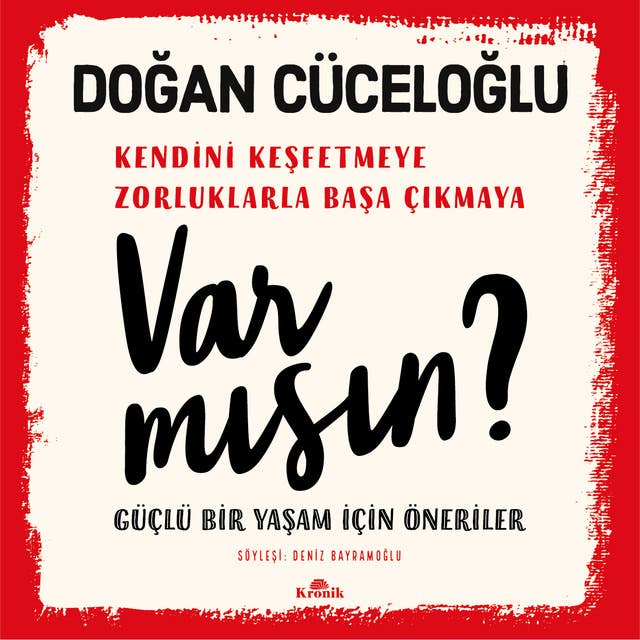 DOĞAN CÜCELOĞLU
KENDİNİ KEŞFETMEYE
ZORLUKLARLA BAŞA ÇIKMAYA
Var
mısın?
GÜÇLÜ BİR YAŞAM İÇİN ÖNERİLER
SÖYLEŞİ: DENİZ BAYRAMOĞLU
Kronik